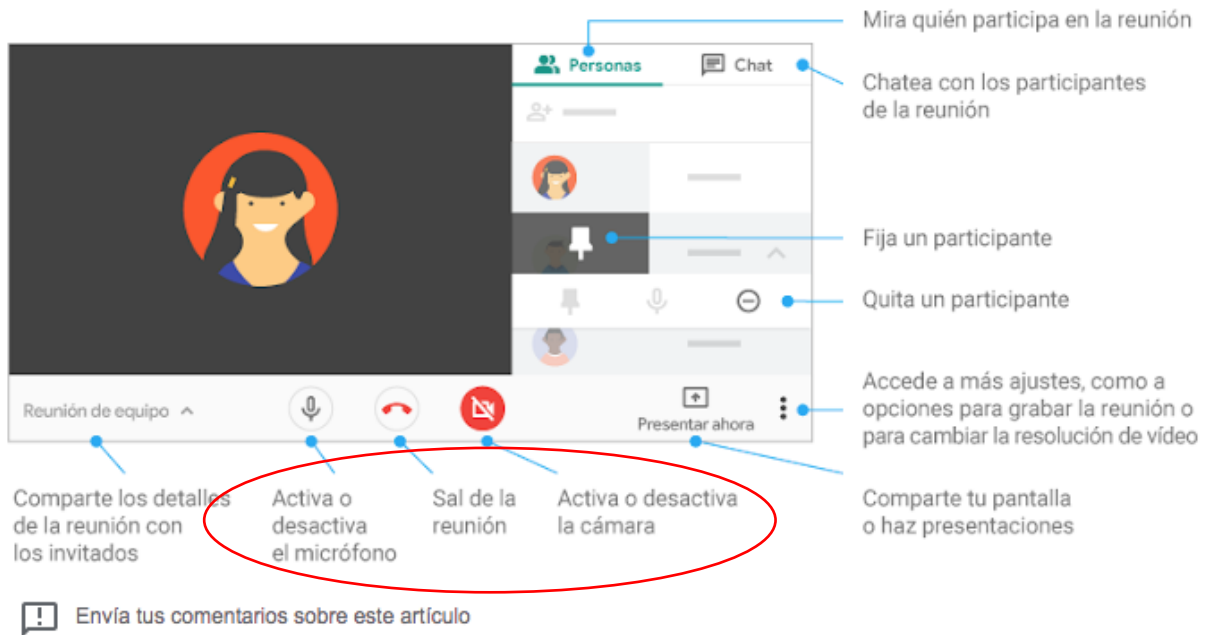 Mira quién participa en la reunión
Personas
Chat
Chatea con los participantes
de la reunión
Fija un participante
Quita un participante
Accede a más ajustes, como a
opciones para grabar la reunión o
para cambiar la resolución de vídeo
Reunión de equipo
Presentar ahora
Comparte los detalles
de la reunión con
los invitados
Activa o
desactiva
el micrófono
Sal de la
reunión
Activa o desactiva
la cámara
Comparte tu pantalla
o haz presentaciones
Envía tus comentarios sobre este artículo